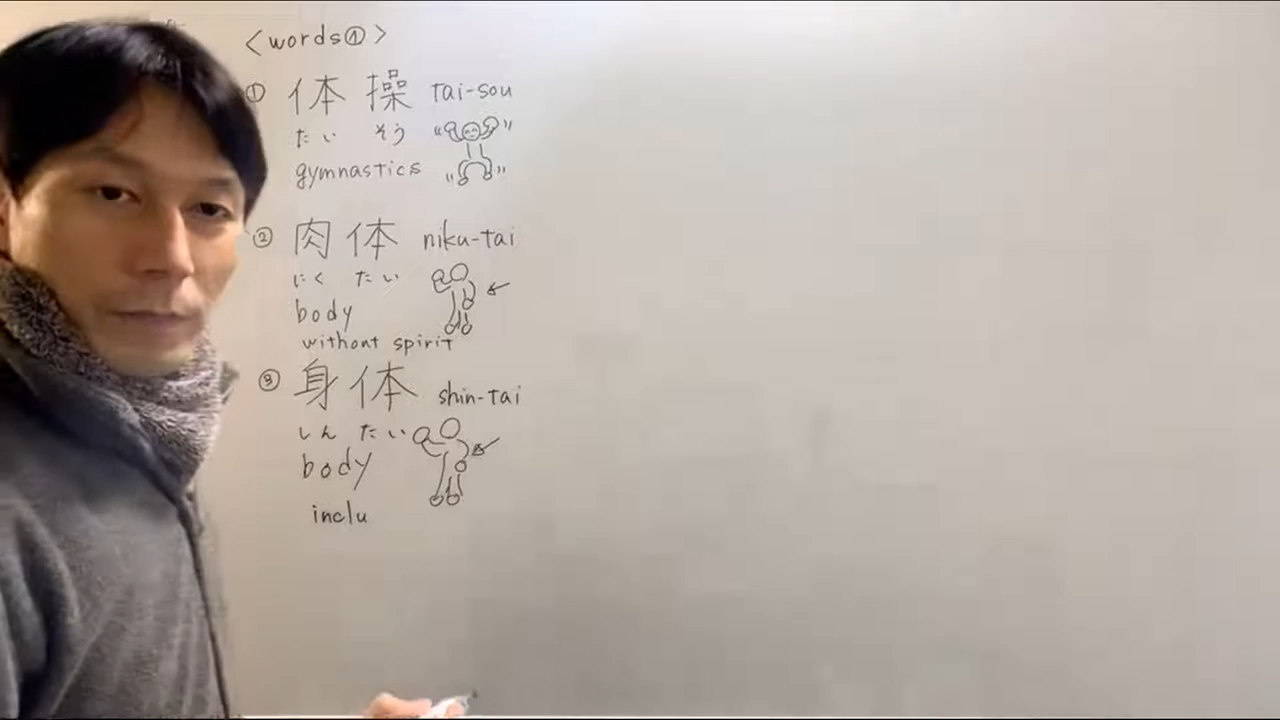 <words①>
① 体操 tai-sou
たい そう
gymnastics
② 肉体 niku-tai
にく たい
body
without spirit
③ 身体 shin-tai
しん たい
body
inclu